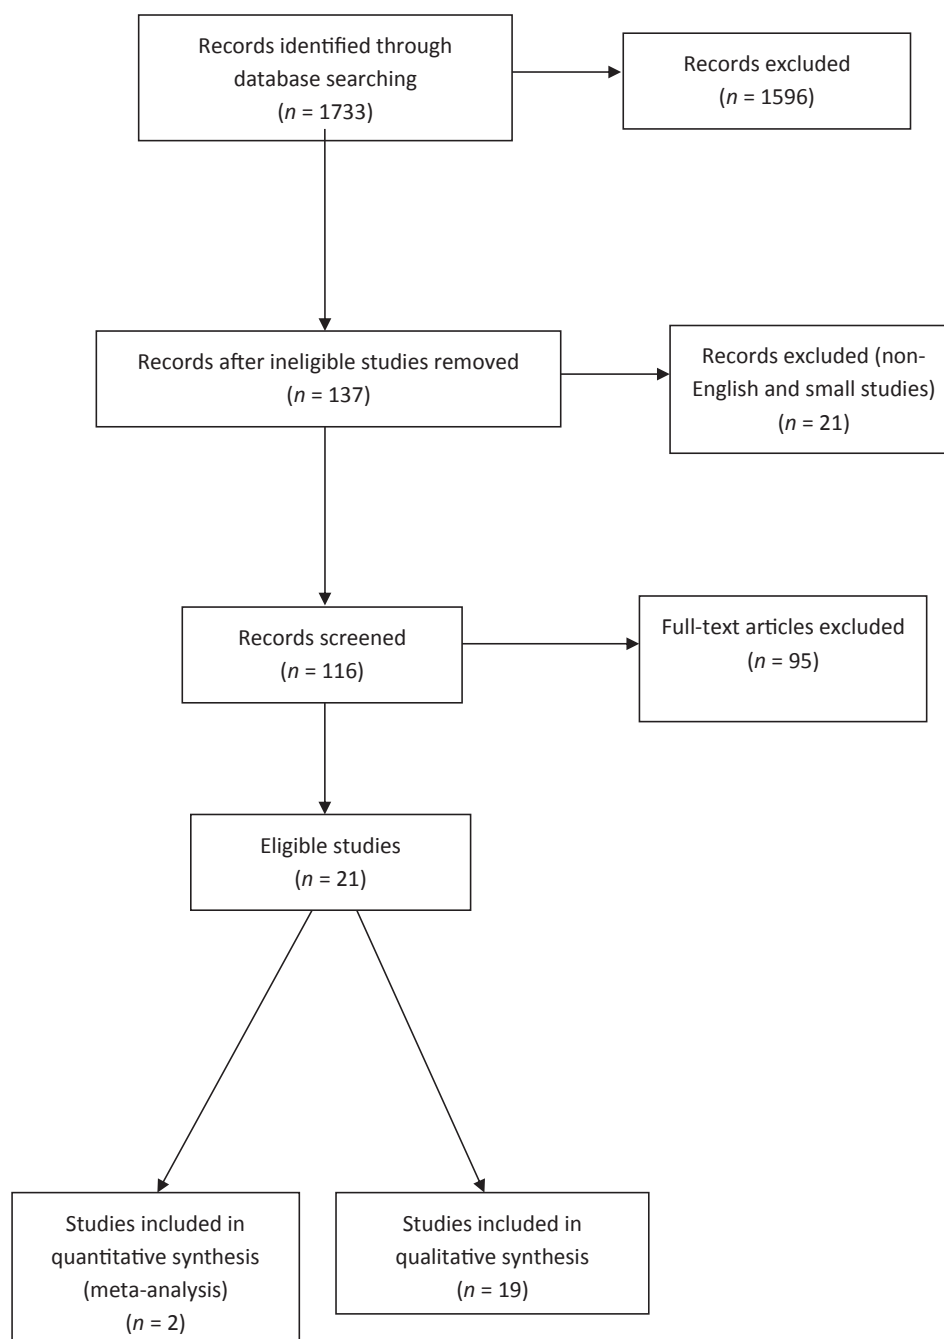 Records identified through
database searching
(n = 1733)
Records excluded
(n = 1596)
Records after ineligible studies removed
(n = 137)
Records excluded (non-
English and small studies)
(n = 21)
Records screened
(n = 116)
Full-text articles excluded
(n = 95)
Eligible studies
(n = 21)
Studies included in
quantitative synthesis
(meta-analysis)
(n = 2)
Studies included in
qualitative synthesis
(n = 19)